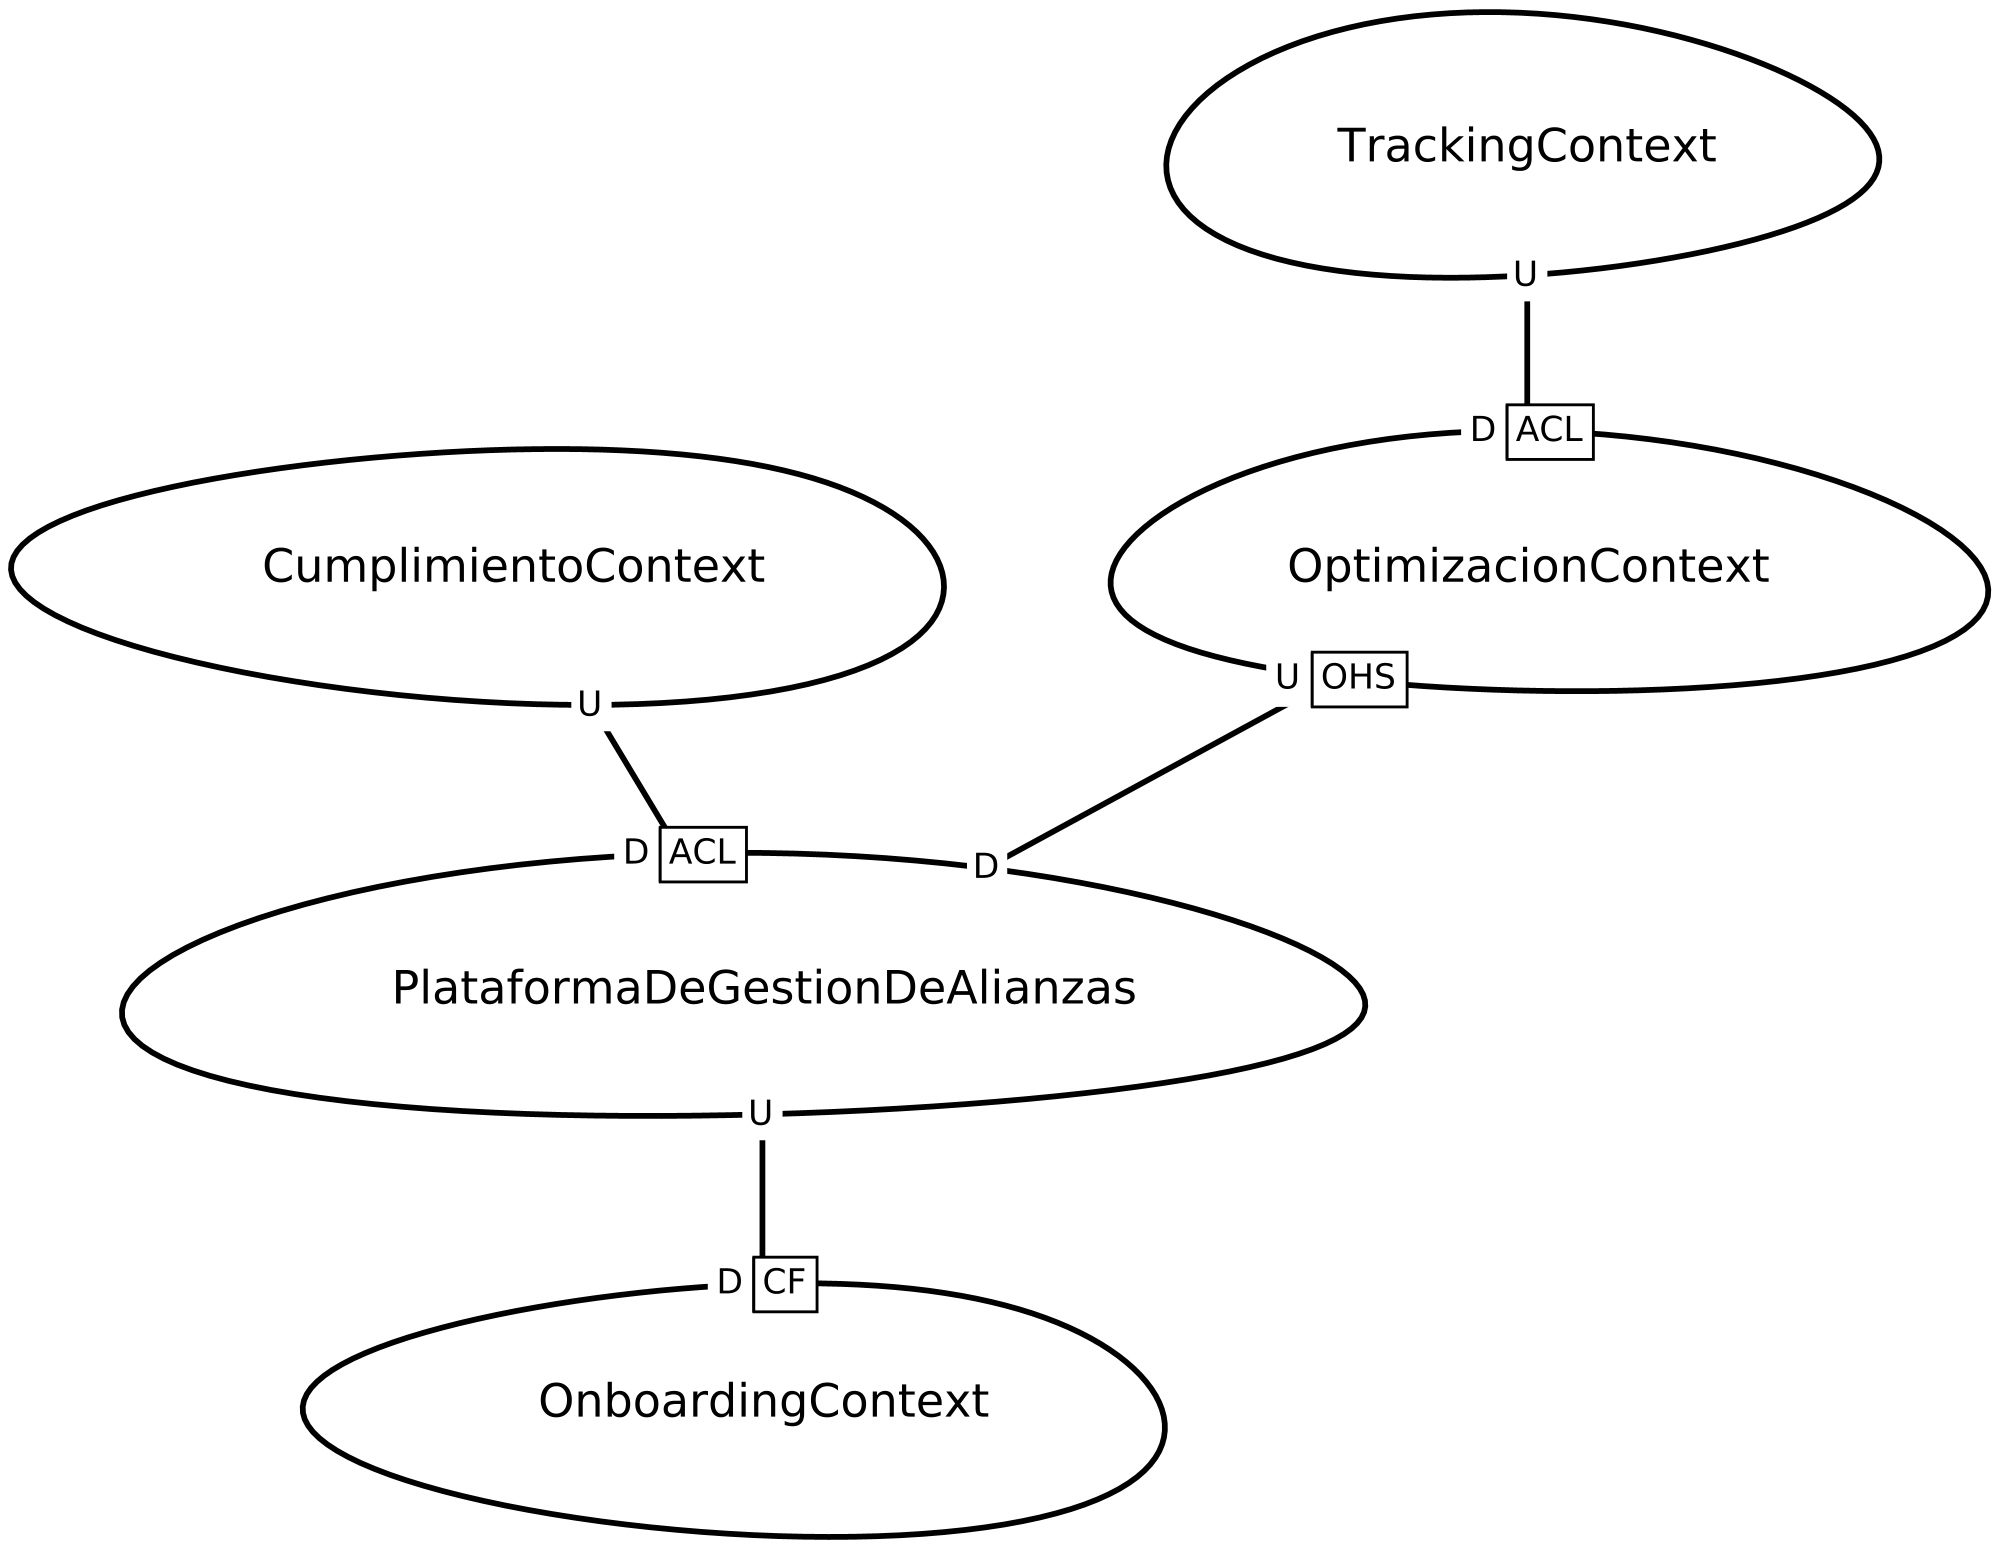 TrackingContext
U
D ACL
CumplimientoContext
OptimizacionContext
U OHS
U
D ACL
D
PlataformaDeGestionDeAlianzas
U
D CF
OnboardingContext